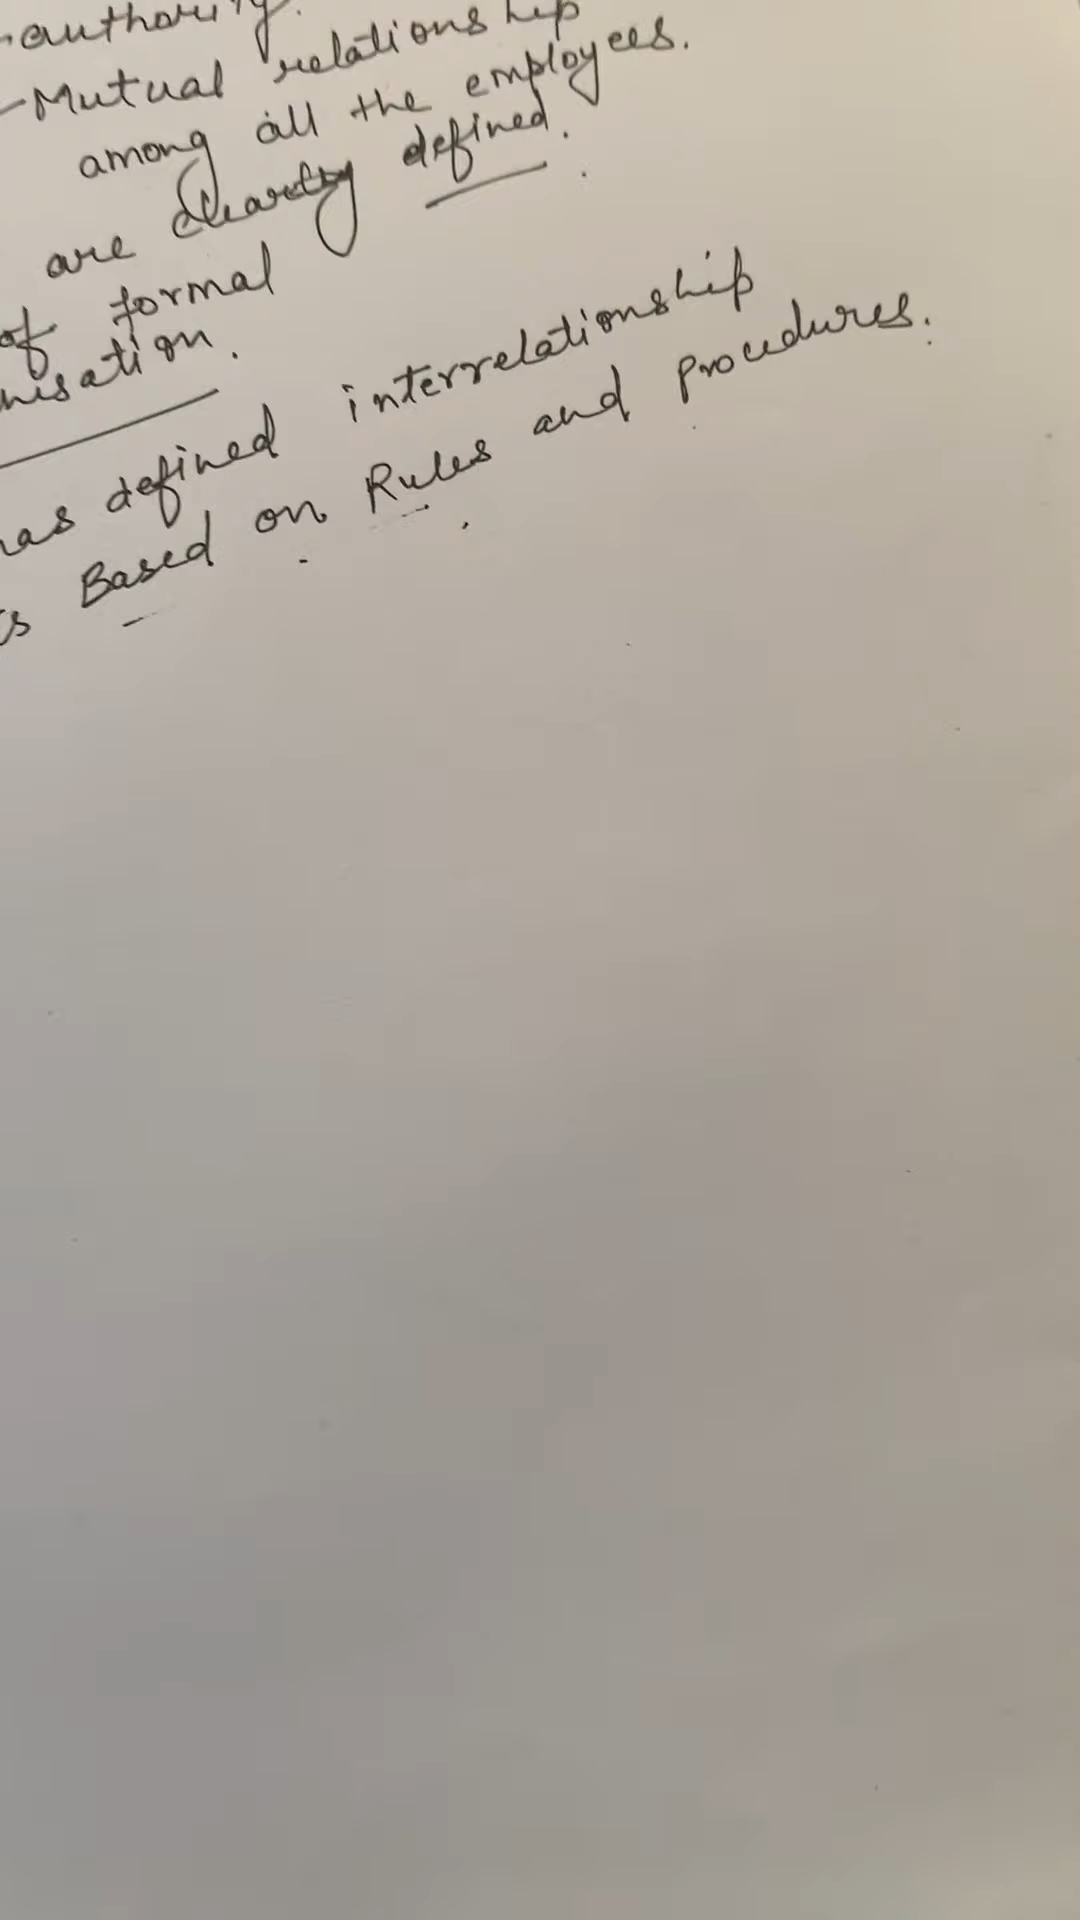 authority.
- Mutual relationship
among all the employees.
are clearly defined.
of formal
nisation.
has defined interrelationship
is Based on Rules and Procedures.